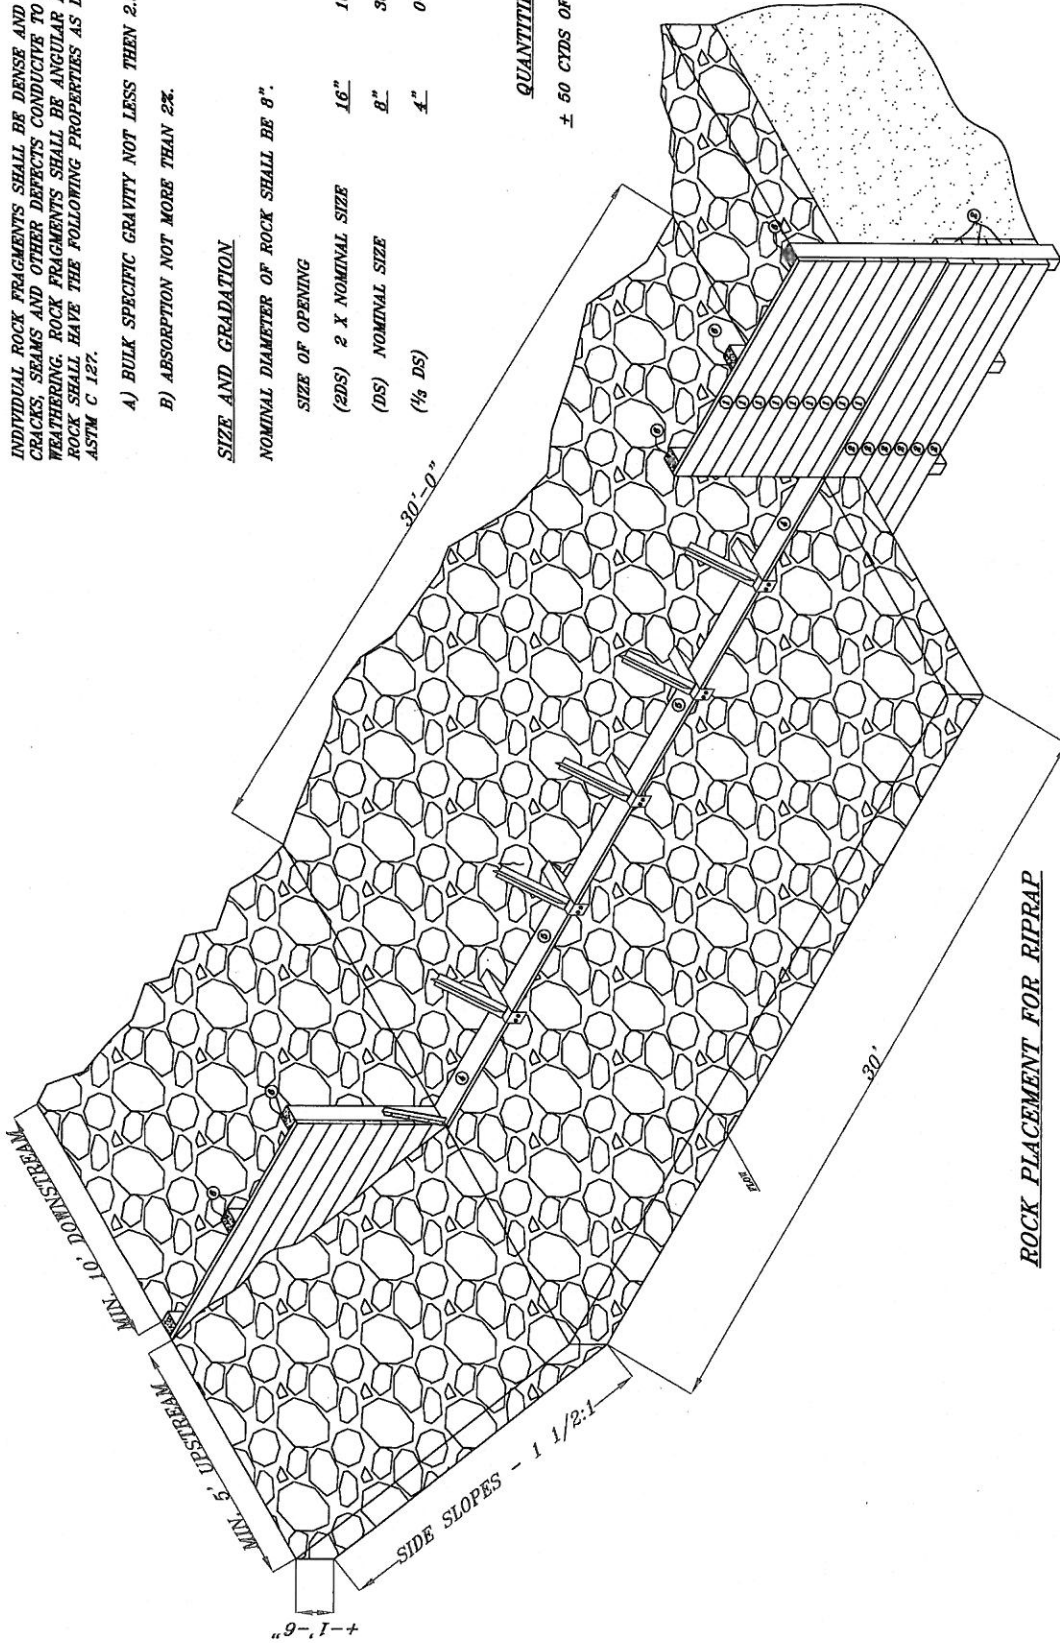 INDIVIDUAL ROCK FRAGMENTS SHALL BE DENSE AND
CRACKS, SEAMS AND OTHER DEFECTS CONDUCIVE TO
WEATHERING. ROCK FRAGMENTS SHALL BE ANGULAR
ROCK SHALL HAVE THE FOLLOWING PROPERTIES AS
ASTM C 127.
A) BULK SPECIFIC GRAVITY NOT LESS THEN 2.
B) ABSORPTION NOT MORE THAN 2%.
SIZE AND GRADATION
NOMINAL DIAMETER OF ROCK SHALL BE 8".
SIZE OF OPENING
(2DS) 2 X NOMINAL SIZE 16"
(DS) NOMINAL SIZE 8"
DS) 4" 0
± 50 CYDS OF
30'-0"
MIN. 10' DOWNSTREAM
MIN. 5' UPSTREAM
+-1'-6"
SIDE SLOPES - 1 1/2:1
30'
ROCK PLACEMENT FOR RIPRAP